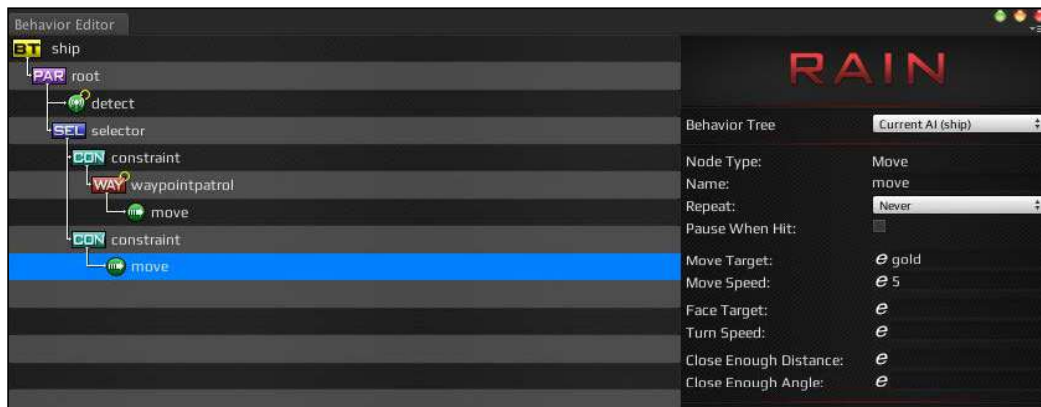 Behavior Editor
BT ship
PAR root
detect
SEL selector
CON constraint
WAY waypointpatrol
move
CON constraint
move
RAIN
Behavior Tree Current AI (ship)
Node Type: Move
Name: move
Repeat: Never
Pause When Hit:
Move Target: e gold
Move Speed: e 5
Face Target: e
Turn Speed: e
Close Enough Distance: e
Close Enough Angle: e